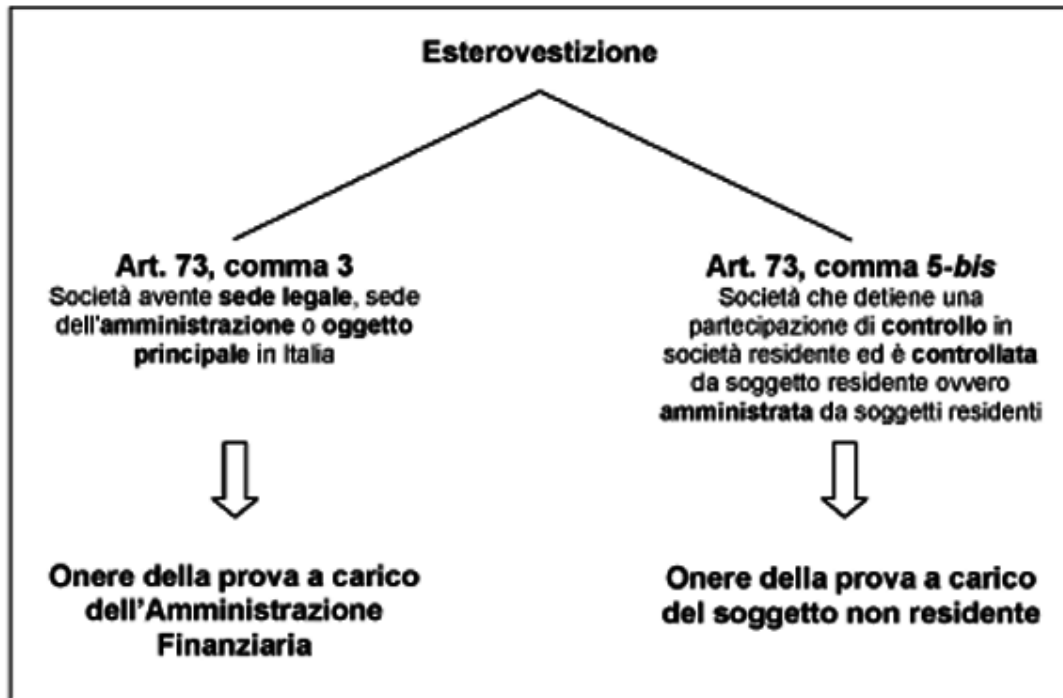 Esterovestizione
Art. 73, comma 3
Società avente sede legale, sede
dell'amministrazione o oggetto
principale in Italia
Onere della prova a carico
dell'Amministrazione
Finanziaria
Art. 73, comma 5-bis
Società che detiene una
partecipazione di controllo in
società residente ed è controllata
da soggetto residente ovvero
amministrata da soggetti residenti
Onere della prova a carico
del soggetto non residente